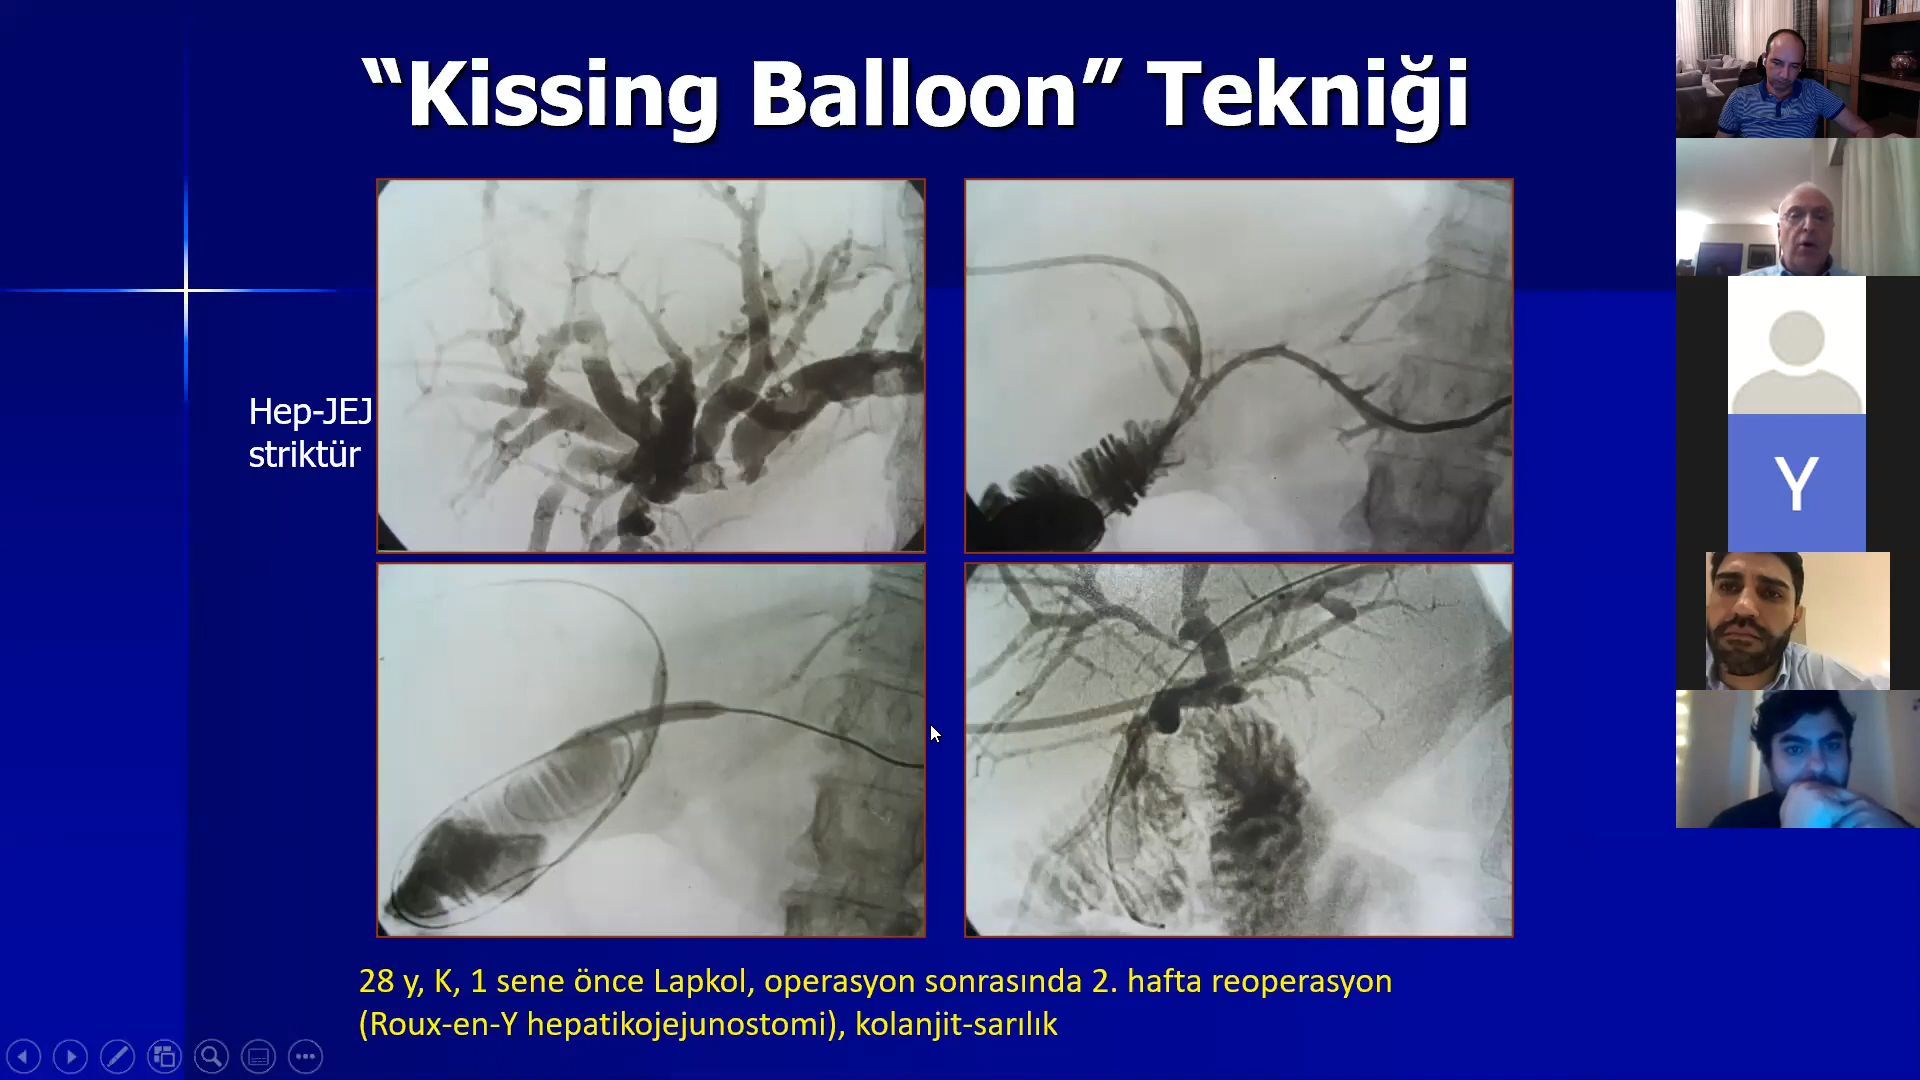 “Kissing Balloon” Tekniği
Hep-JEJ
striktür
28 y, K, 1 sene önce Lapkol, operasyon sonrasında 2. hafta reoperasyon
(Roux-en-Y hepatikojejunostomi), kolanjit-sarılık
Y